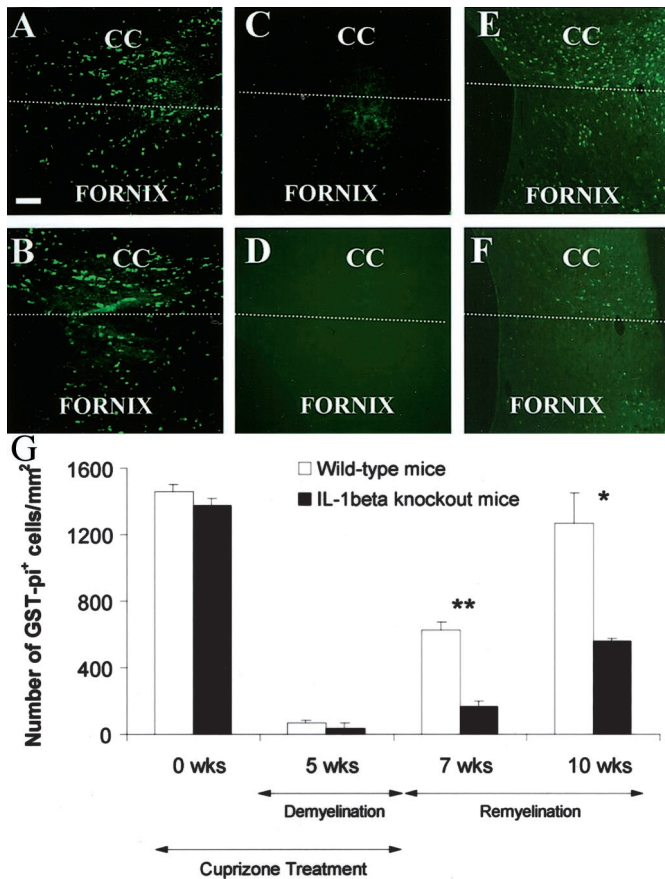 A CC FORNIX
C CC FORNIX
E CC FORNIX
B CC FORNIX
D CC FORNIX
F CC FORNIX
G
Number of GST-pi+ cells/mm²
1600
1200
800
400
0
Wild-type mice
IL-1beta knockout mice
**
*
0 wks 5 wks 7 wks 10 wks
Demyelination Remyelination
Cuprizone Treatment